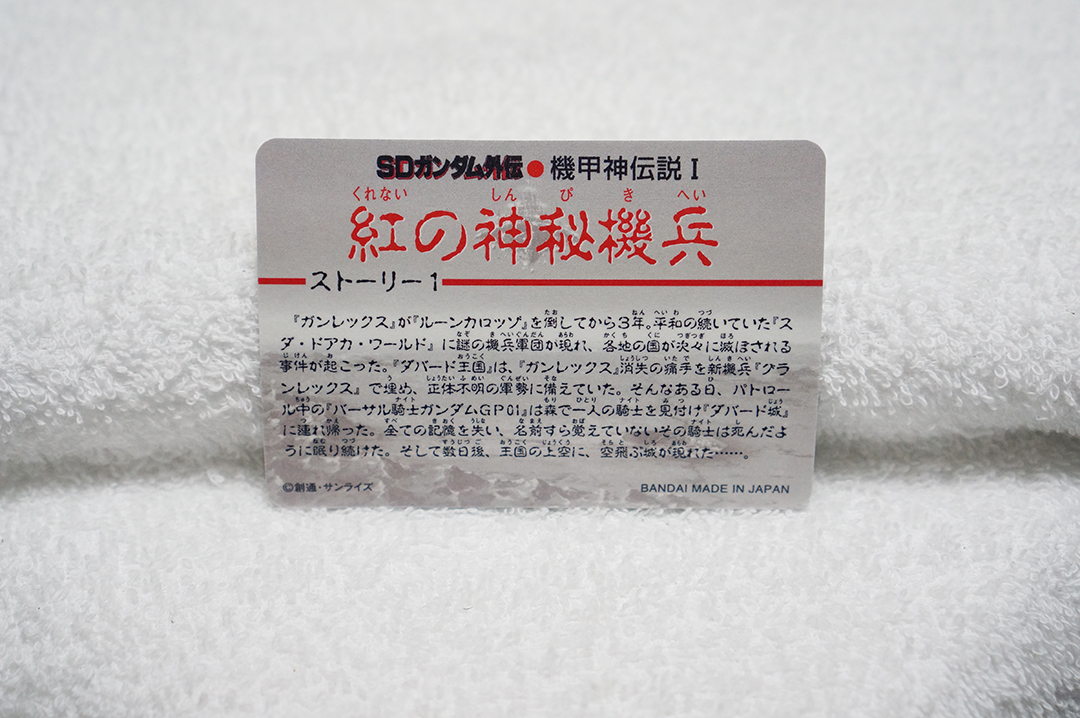 SDガンダム外伝●機甲神伝説Ⅰ
くれない しん ぴ き へい
紅の神秘機兵
ストーリー1
『ガンレックス』が『ルーンカロッゾ』を倒してから3年。平和の続いていた『ス
ダ・ドアカ・ワールド』に謎の機兵軍団が現れ、各地の国が次々に滅ぼされる
事件が起こった。『ダバード王国』は、『ガンレックス』消失の痛手を新機兵『クラ
ンレックス』で埋め、正体不明の軍勢に備えていた。そんなある日、パトロー
ル中の『バーサル騎士ガンダムGP01』は森で一人の騎士を見付け『ダバード城』
に連れ帰った。全ての記憶を失い、名前すら覚えていないその騎士は死んだよ
うに眠り続けた。そして数日後、王国の上空に、空飛ぶ城が現れた……。
©創通・サンライズ
BANDAI MADE IN JAPAN